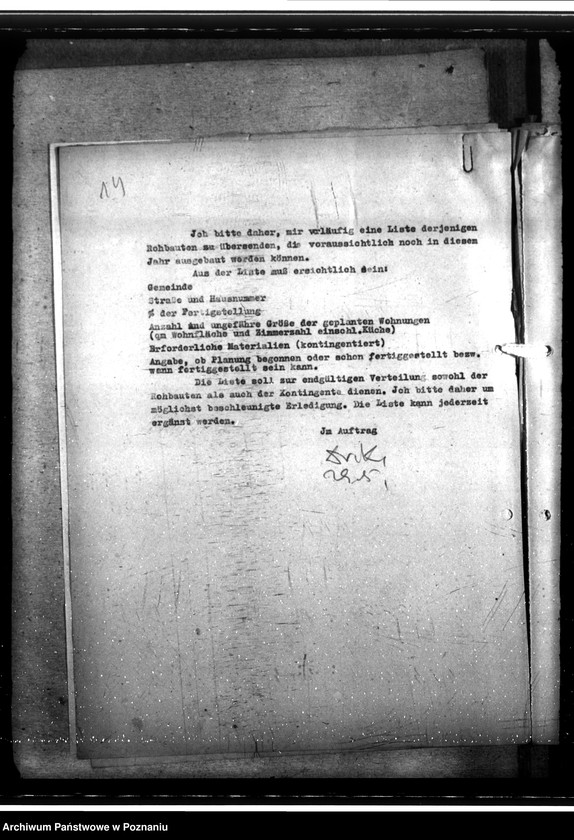 14
Jch bitte daher, mir vorläufig eine Liste derjenigen
Rohbauten zu übersenden, die voraussichtlich noch in diesem
Jahr ausgebaut werden können.
Aus der Liste muß ersichtlich sein:
Gemeinde
Straße und Hausnummer
% der Fertigstellung
Anzahl und ungefähre Größe der geplanten Wohnungen
(qm Wohnfläche und Zimmerzahl einschl.Küche)
Erforderliche Materialien (kontingentiert)
Angabe, ob Planung begonnen oder schon fertiggestellt bezw.
wann fertiggestellt sein kann.
Die Liste soll zur endgültigen Verteilung sowohl der
Rohbauten als auch der Kontingente dienen. Jch bitte daher um
möglichst beschleunigte Erledigung. Die Liste kann jederzeit
ergänzt werden.
Jm Auftrag
29.5.
Archiwum Państwowe w Poznaniu